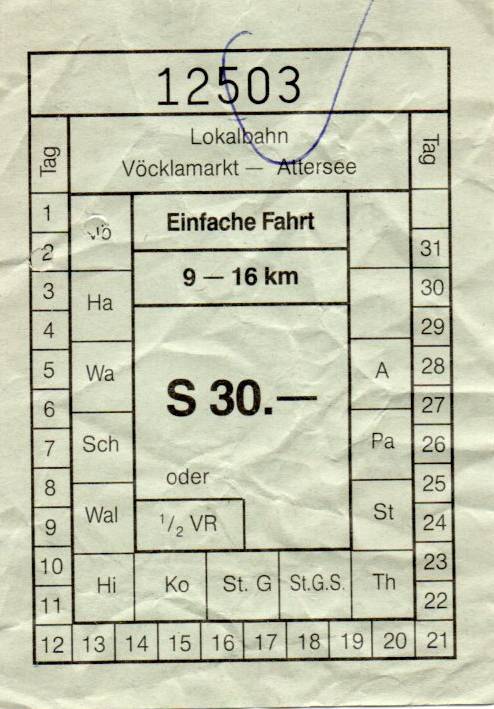 12503
Tag
Lokalbahn
Vöcklamarkt — Attersee
Tag
Einfache Fahrt
9 — 16 km
S 30.—
oder
1/2 VR
Vö
Ha
Wa
Sch
Wal
Hi
Ko
St. G
St.G.S.
Th
St
Pa
A
1
2
3
4
5
6
7
8
9
10
11
12
13
14
15
16
17
18
19
20
21
22
23
24
25
26
27
28
29
30
31